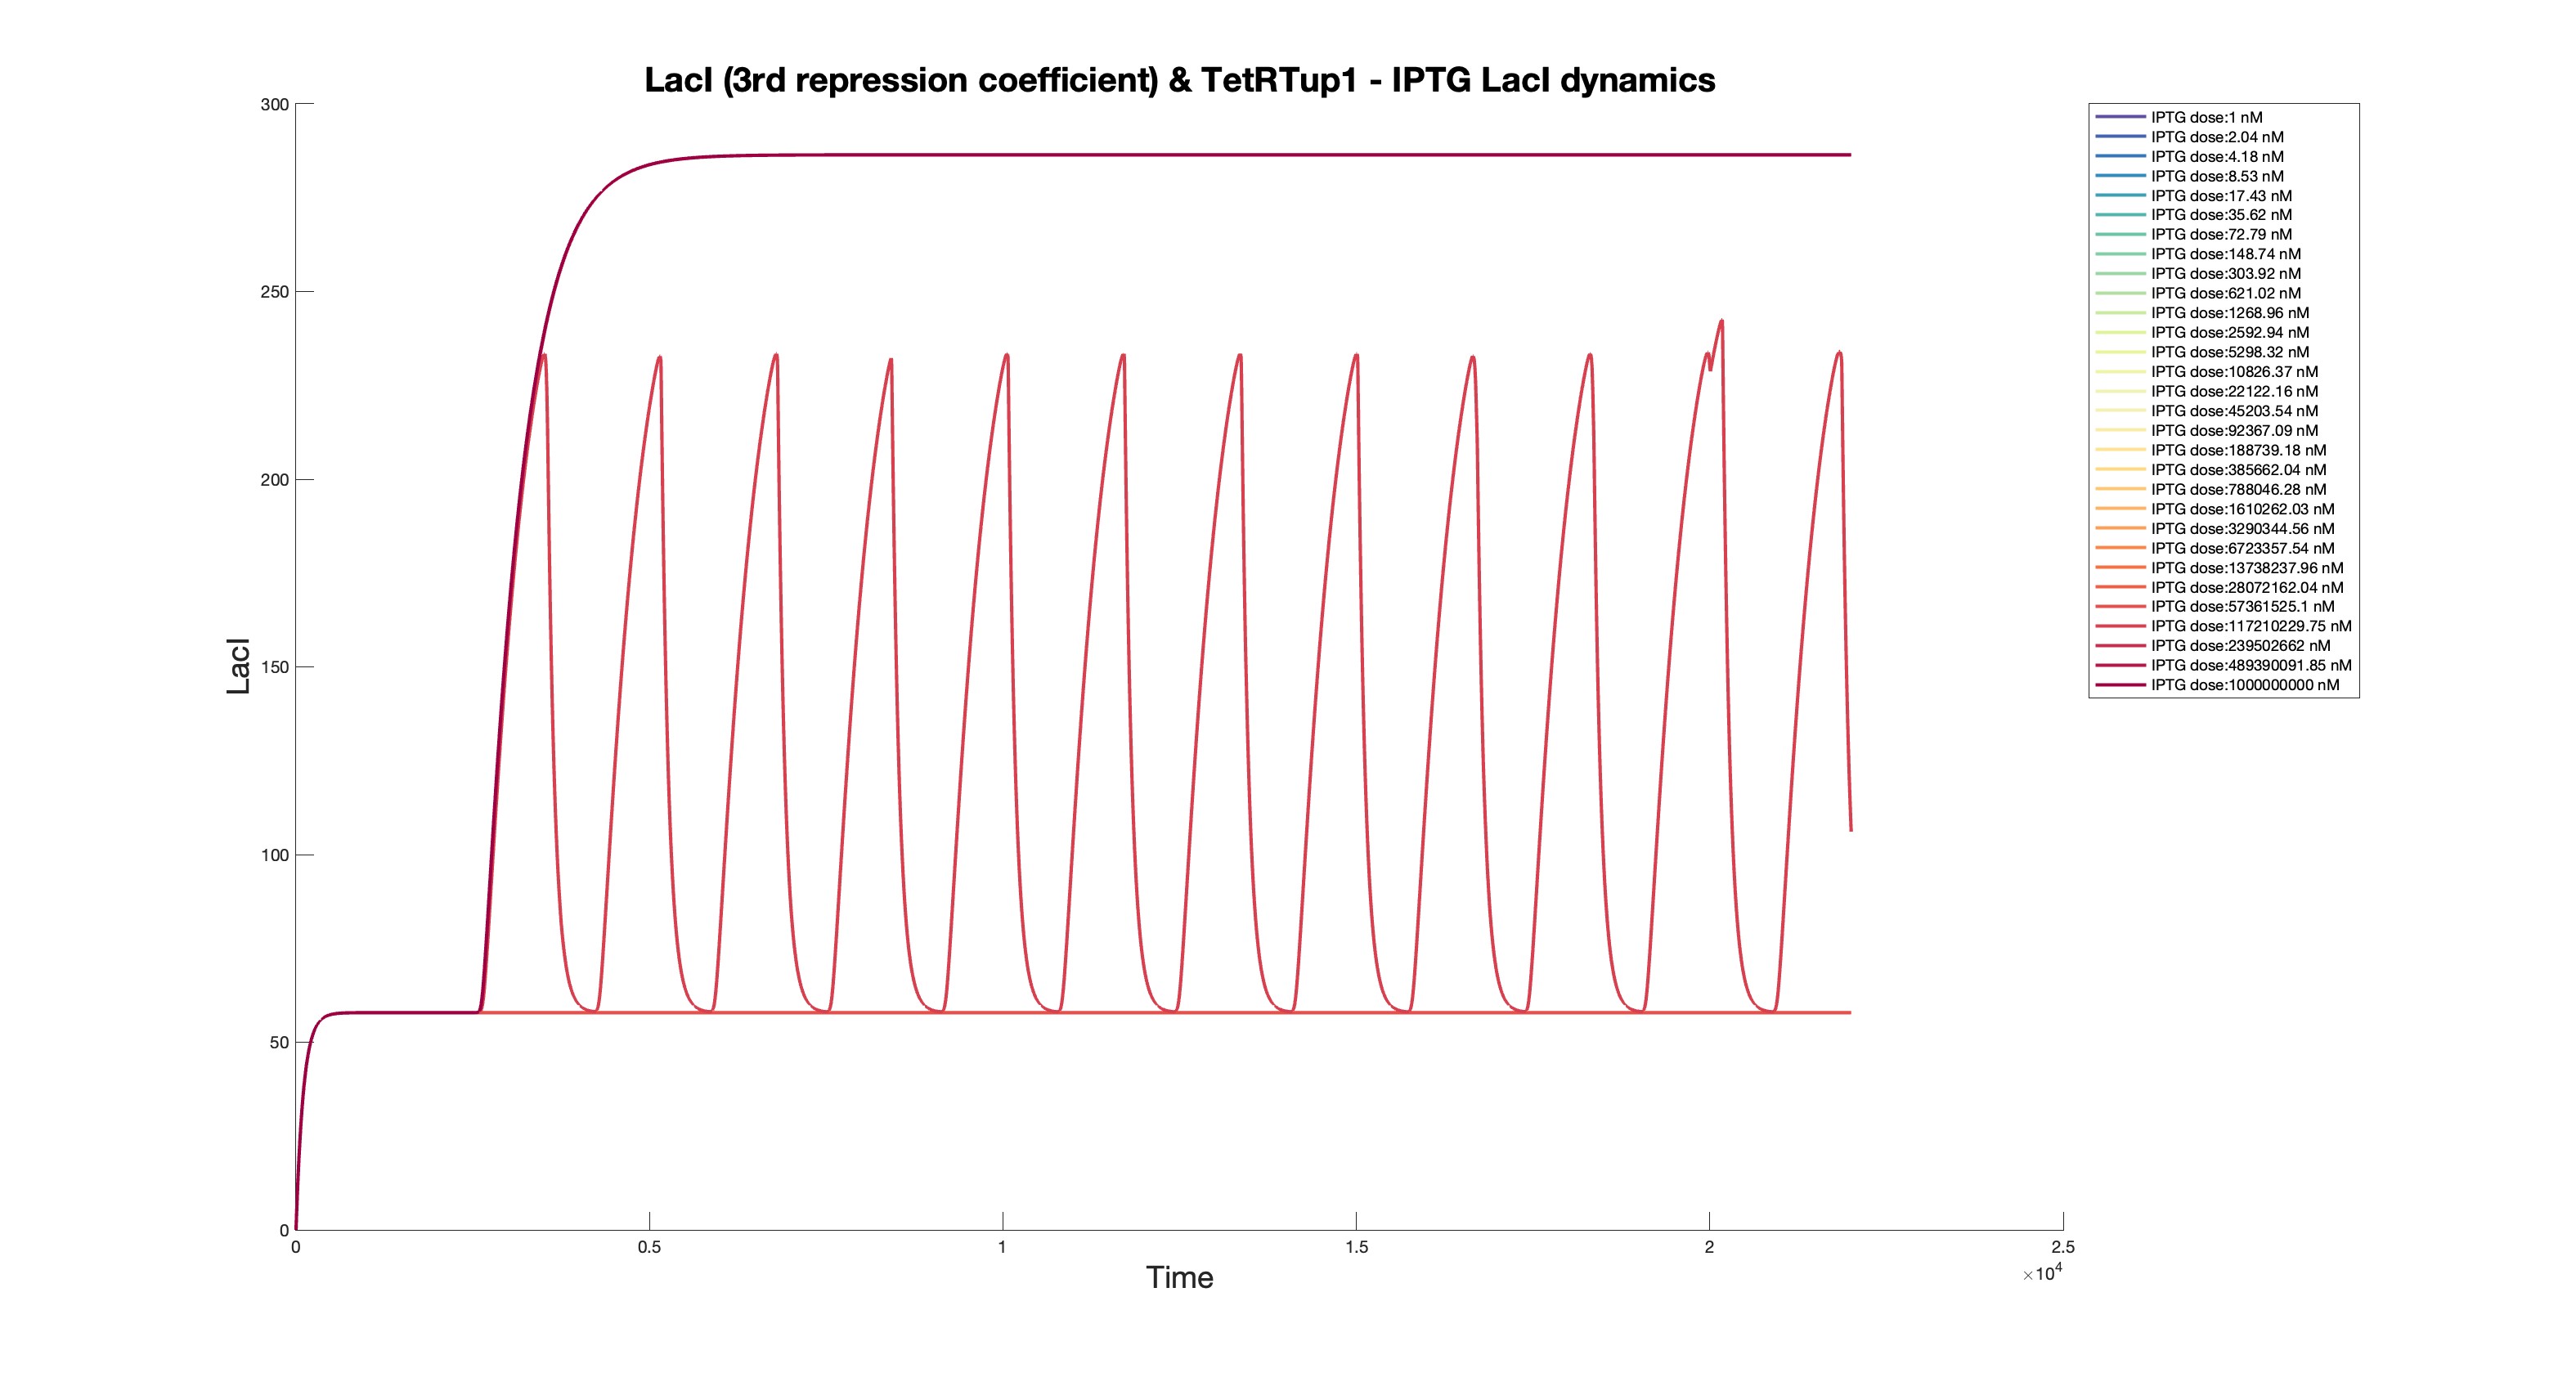 LacI (3rd repression coefficient) & TetRTup1 - IPTG LacI dynamics
300
250
200
150
100
50
0
LacI
0
0.5
1
1.5
2
2.5
×10⁴
Time
IPTG dose:1 nM
IPTG dose:2.04 nM
IPTG dose:4.18 nM
IPTG dose:8.53 nM
IPTG dose:17.43 nM
IPTG dose:35.62 nM
IPTG dose:72.79 nM
IPTG dose:148.74 nM
IPTG dose:303.92 nM
IPTG dose:621.02 nM
IPTG dose:1268.96 nM
IPTG dose:2592.94 nM
IPTG dose:5298.32 nM
IPTG dose:10826.37 nM
IPTG dose:22122.16 nM
IPTG dose:45203.54 nM
IPTG dose:92367.09 nM
IPTG dose:188739.18 nM
IPTG dose:385662.04 nM
IPTG dose:788046.28 nM
IPTG dose:1610262.03 nM
IPTG dose:3290344.56 nM
IPTG dose:6723357.54 nM
IPTG dose:13738237.96 nM
IPTG dose:28072162.04 nM
IPTG dose:57361525.1 nM
IPTG dose:117210229.75 nM
IPTG dose:239502662 nM
IPTG dose:489390091.85 nM
IPTG dose:1000000000 nM